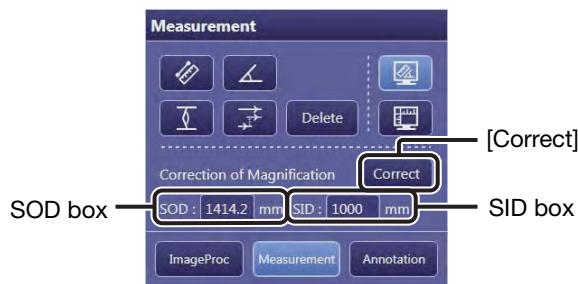 Measurement
Delete
[Correct]
Correction of Magnification Correct
SOD box SOD : 1414.2 mm SID : 1000 mm SID box
ImageProc Measurement Annotation